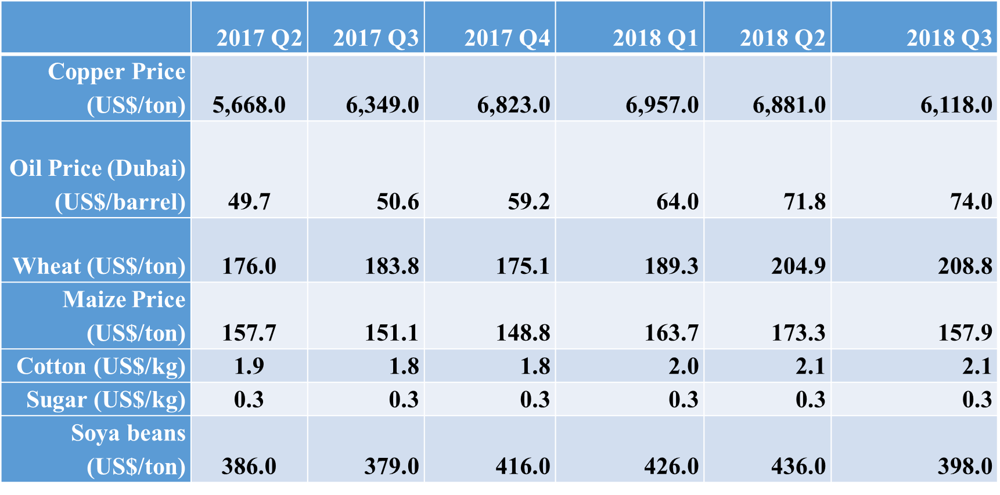 2017 Q2 2017 Q3 2017 Q4 2018 Q1 2018 Q2 2018 Q3
Copper Price
(US$/ton) 5,668.0 6,349.0 6,823.0 6,957.0 6,881.0 6,118.0
Oil Price (Dubai)
(US$/barrel) 49.7 50.6 59.2 64.0 71.8 74.0
Wheat (US$/ton) 176.0 183.8 175.1 189.3 204.9 208.8
Maize Price
(US$/ton) 157.7 151.1 148.8 163.7 173.3 157.9
Cotton (US$/kg) 1.9 1.8 1.8 2.0 2.1 2.1
Sugar (US$/kg) 0.3 0.3 0.3 0.3 0.3 0.3
Soya beans
(US$/ton) 386.0 379.0 416.0 426.0 436.0 398.0